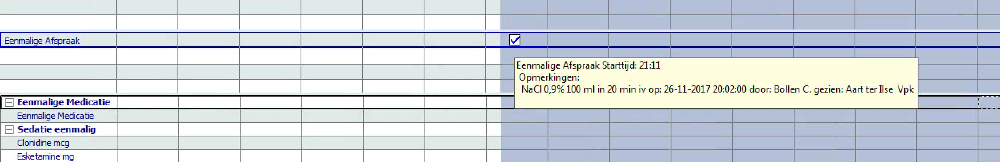 Eenmalige Afspraak
Eenmalige Afspraak Starttijd: 21:11
Opmerkingen:
NaCl 0,9% 100 ml in 20 min iv op: 26-11-2017 20:02:00 door: Bollen C. gezien: Aart ter Ilse Vpk
Eenmalige Medicatie
Eenmalige Medicatie
Sedatie eenmalig
Clonidine mcg
Esketamine mg